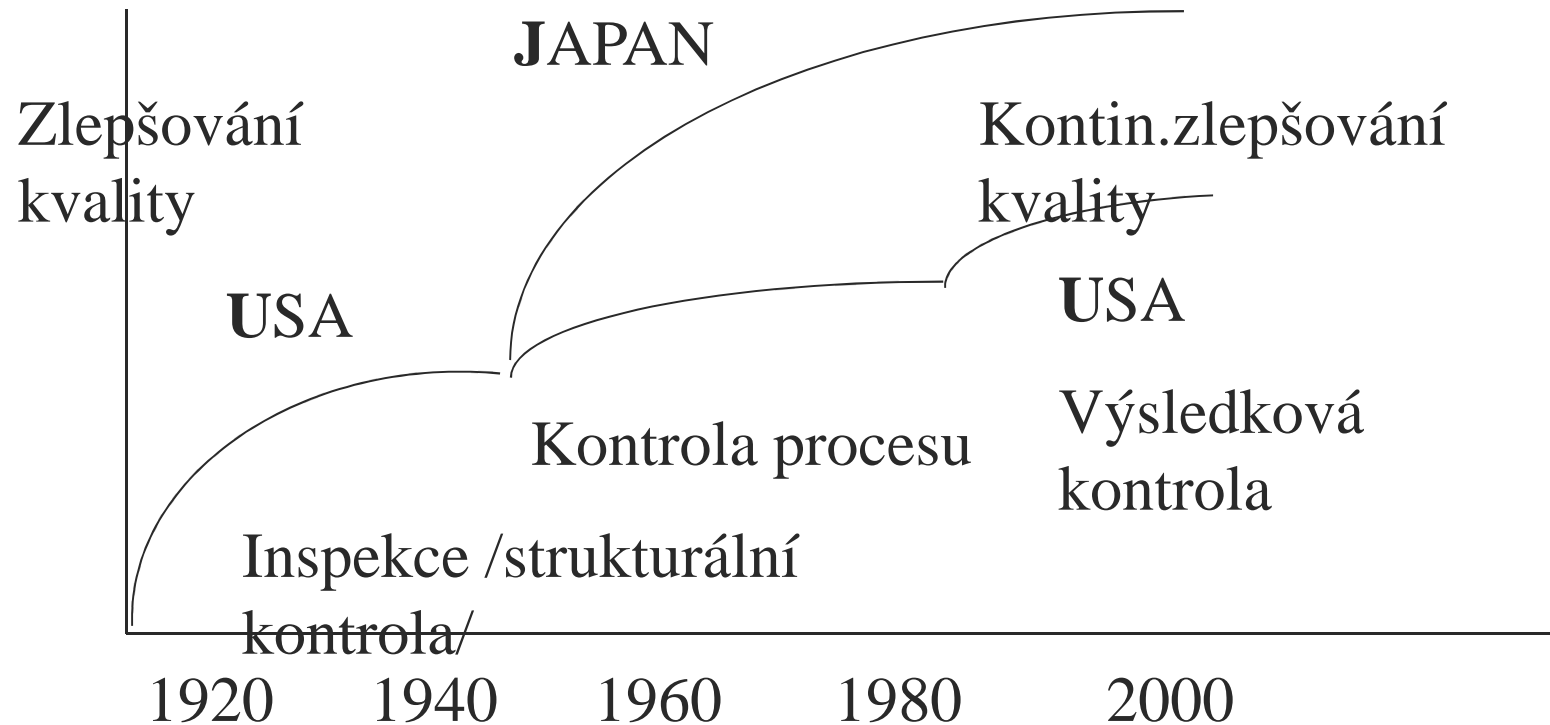 JAPAN
Zlepšování
kvality
Kontin.zlepšování
kvality
USA
USA
Výsledková
kontrola
Kontrola procesu
Inspekce /strukturální
kontrola/
1920 1940 1960 1980 2000